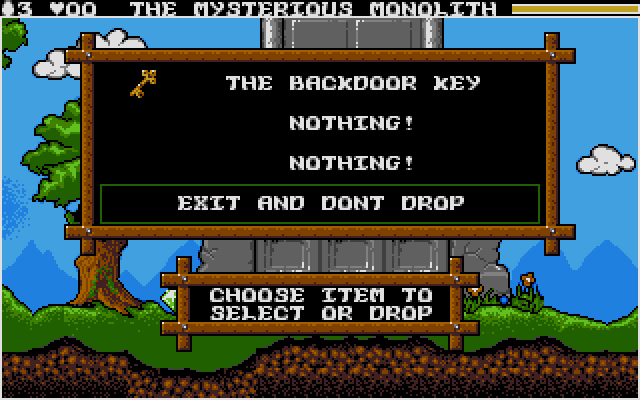 3 ♥00 THE MYSTERIOUS MONOLITH
THE BACKDOOR KEY
NOTHING!
NOTHING!
EXIT AND DONT DROP
CHOOSE ITEM TO
SELECT OR DROP